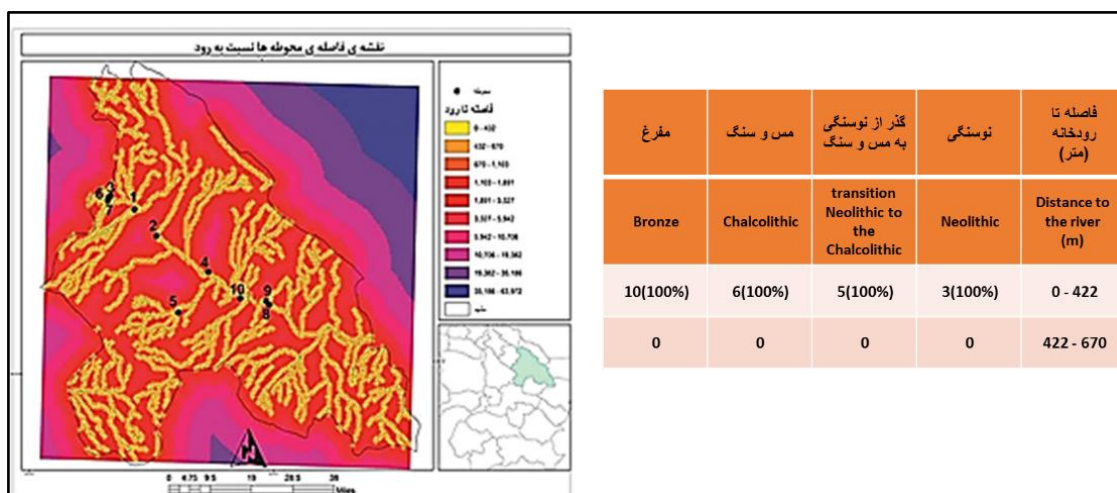 نقشه ی فاصله ی محوطه ها نسبت به رود
محوطه
فاصله تا رود
0 - 432
432 - 670
670 - 1,103
1,103 - 1,891
1,891 - 3,327
3,327 - 5,942
5,942 - 10,706
10,706 - 19,382
19,382 - 35,186
35,186 - 63,972
6
3
7
1
2
4
10
9
8
5
N
0
4.75
9.5
19
28.5
38
Miles
فاصله تا رودخانه (متر)
نوسنگی
گذر از نوسنگی به مس و سنگ
مس و سنگ
مفرغ
Bronze
Chalcolithic
transition Neolithic to the Chalcolithic
Neolithic
Distance to the river (m)
10(100%)
6(100%)
5(100%)
3(100%)
0 - 422
0
0
0
0
422 - 670